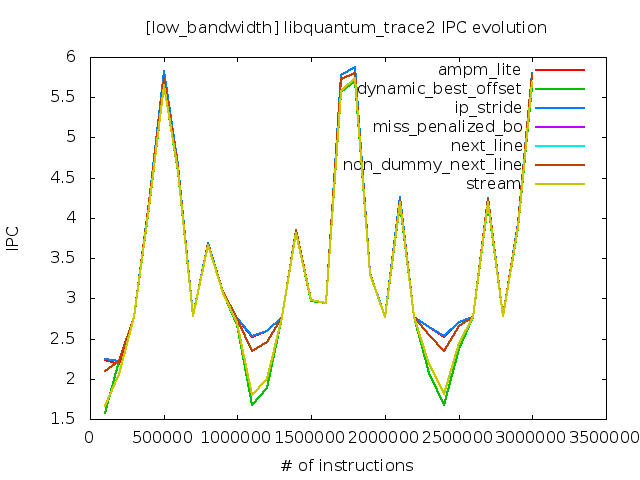 [low_bandwidth] libquantum_trace2 IPC evolution
6
5.5
5
4.5
4
3.5
3
2.5
2
1.5
IPC
ampm_lite
dynamic_best_offset
ip_stride
miss_penalized_bo
next_line
non_dummy_next_line
stream
0 500000 1000000 1500000 2000000 2500000 3000000 3500000
# of instructions